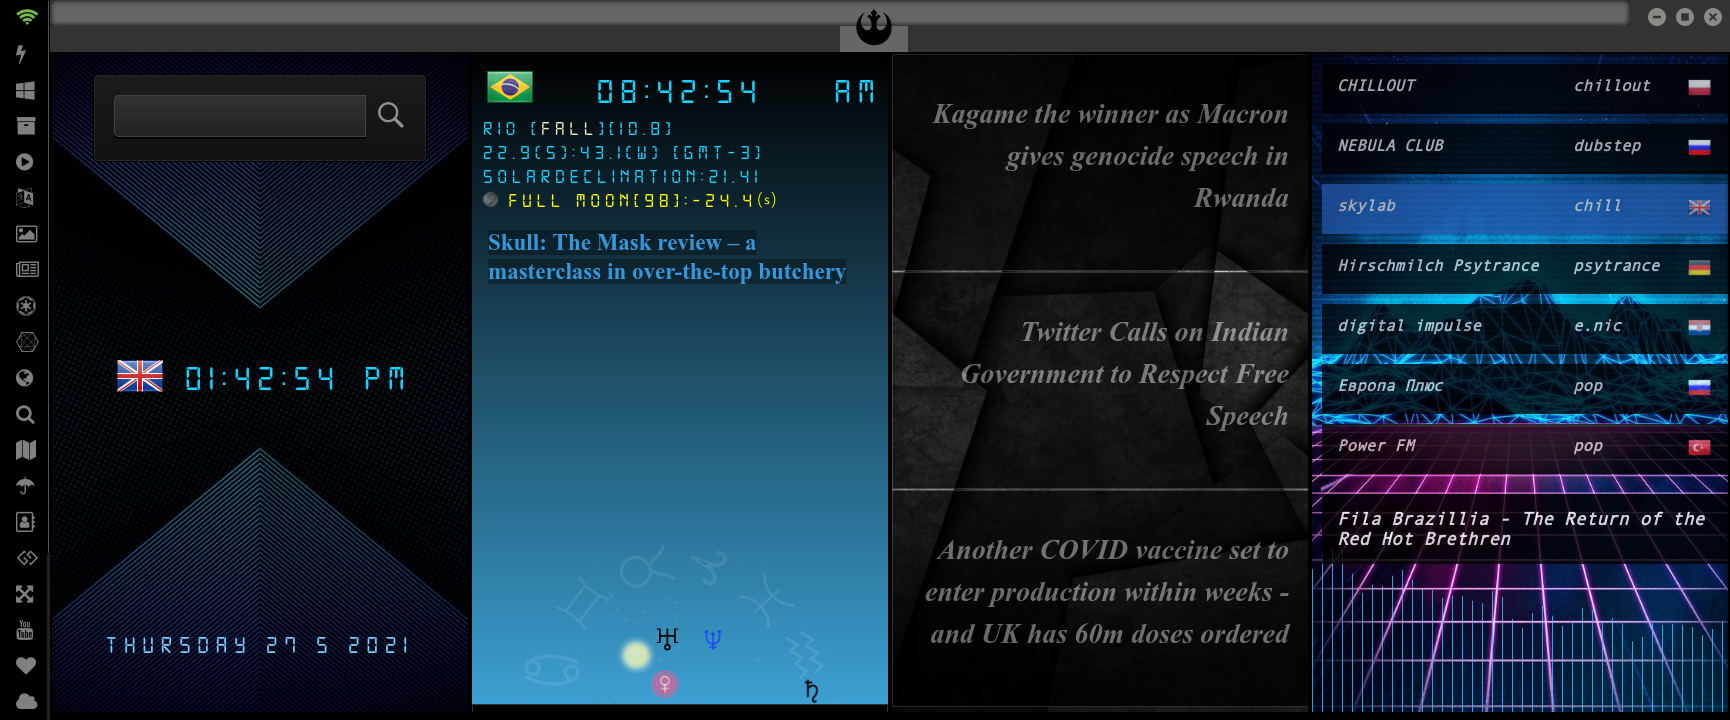 01:42:54 PM
THURSDAY 27 5 2021
08:42:54 AM
RIO [FALL][10.8]
22.9(S):43.1(W) [GMT-3]
SOLARDECLINATION:21.41
FULL MOON[98]:-24.4(s)
Skull: The Mask review – a
masterclass in over-the-top butchery
Kagame the winner as Macron
gives genocide speech in
Rwanda
Twitter Calls on Indian
Government to Respect Free
Speech
Another COVID vaccine set to
enter production within weeks -
and UK has 60m doses ordered
CHILLOUT chillout
NEBULA CLUB dubstep
skylab chill
Hirschmilch Psytrance psytrance
digital impulse e.nic
Европа Плюс pop
Power FM pop
Fila Brazillia - The Return of the
Red Hot Brethren
You
Tube